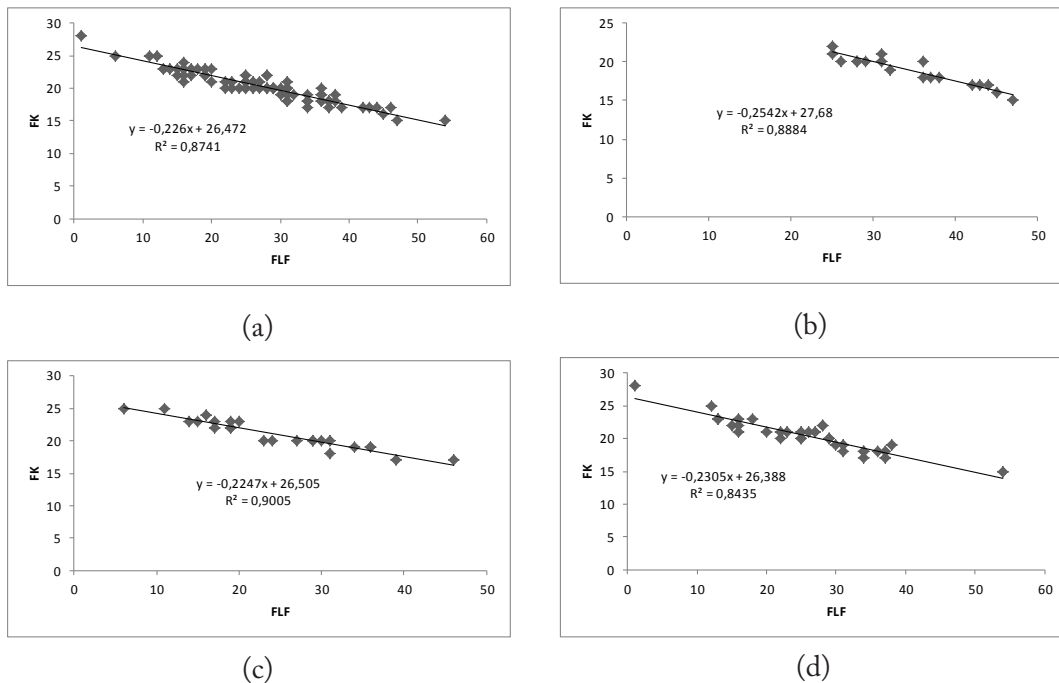 30
25
20
15
10
5
0
FK
y = -0,226x + 26,472
R² = 0,8741
0 10 20 30 40 50 60
FLF
(a)
25
20
15
10
5
0
FK
y = -0,2542x + 27,68
R² = 0,8884
0 10 20 30 40 50
FLF
(b)
30
25
20
15
10
5
0
FK
y = -0,2247x + 26,505
R² = 0,9005
0 10 20 30 40 50
FLF
(c)
30
25
20
15
10
5
0
FK
y = -0,2305x + 26,388
R² = 0,8435
0 10 20 30 40 50 60
FLF
(d)